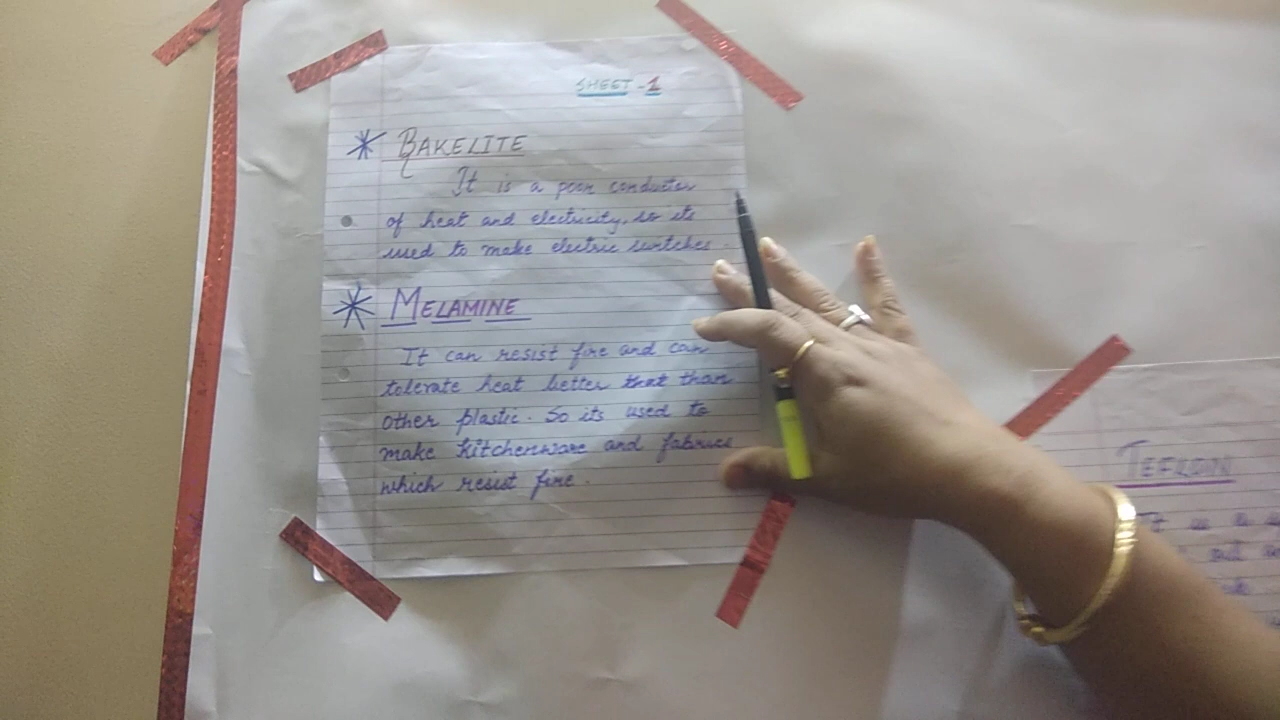 SHEET - 1
* BAKELITE
It is a poor conductor
of heat and electricity, so its
used to make electric switches.
* MELAMINE
It can resist fire and can
tolerate heat better that than
other plastic. So its used to
make kitchenware and fabrics
which resist fire.
TEFLON
It is a